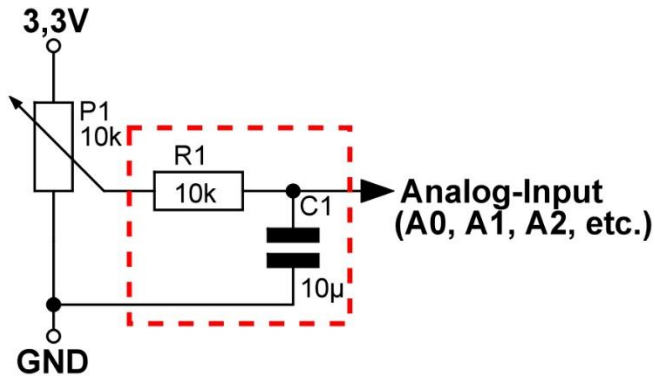 3,3V
P1
10k
R1
10k
C1
Analog-Input
(A0, A1, A2, etc.)
10µ
GND